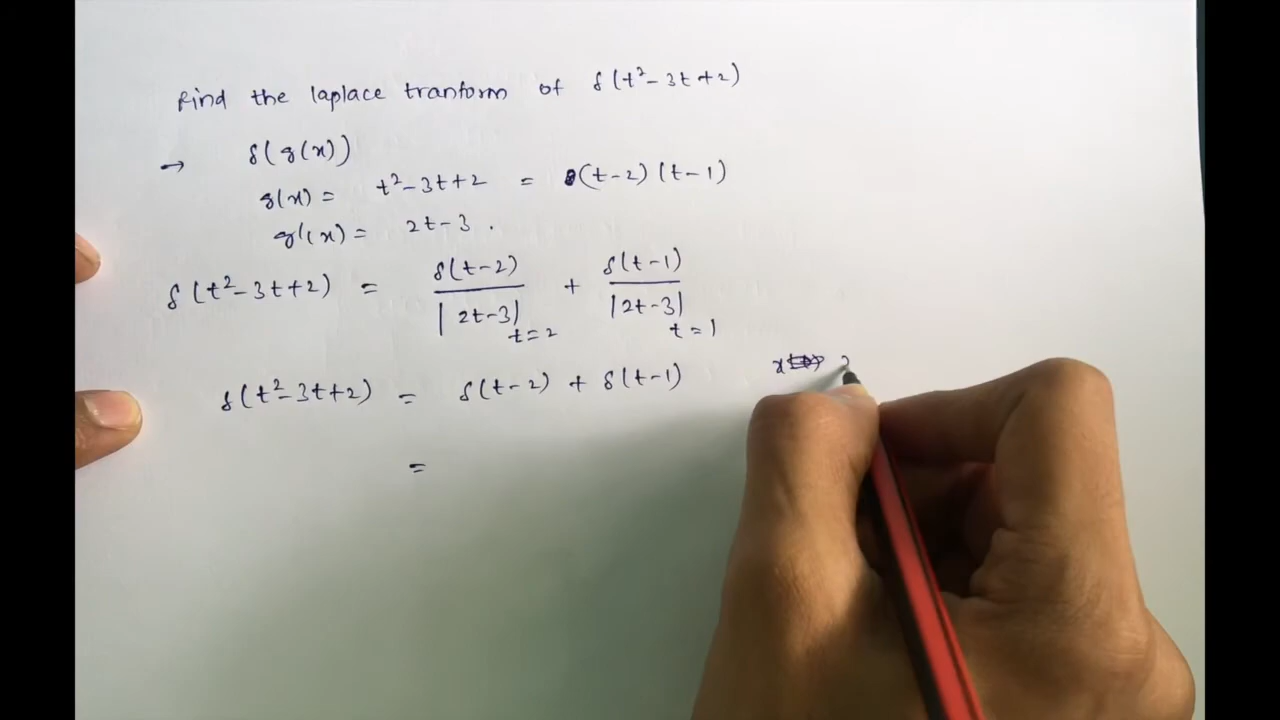 find the laplace tranform of δ(t²-3t+2)
→ δ(g(x))
g(x) = t²-3t+2 = (t-2)(t-1)
g'(x) = 2t-3.
δ(t²-3t+2) = δ(t-2)/|2t-3| t=2 + δ(t-1)/|2t-3| t=1
δ(t²-3t+2) = δ(t-2) + δ(t-1)
=